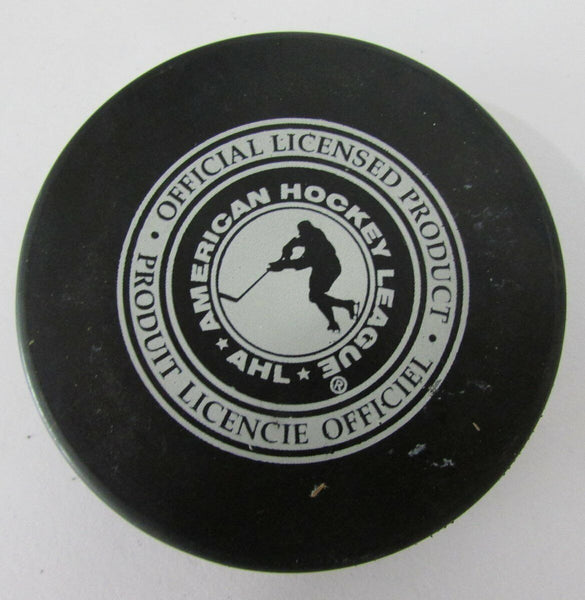 · OFFICIAL LICENSED PRODUCT ·
PRODUIT LICENCIE OFFICIEL
AMERICAN HOCKEY LEAGUE
★ AHL ★
®